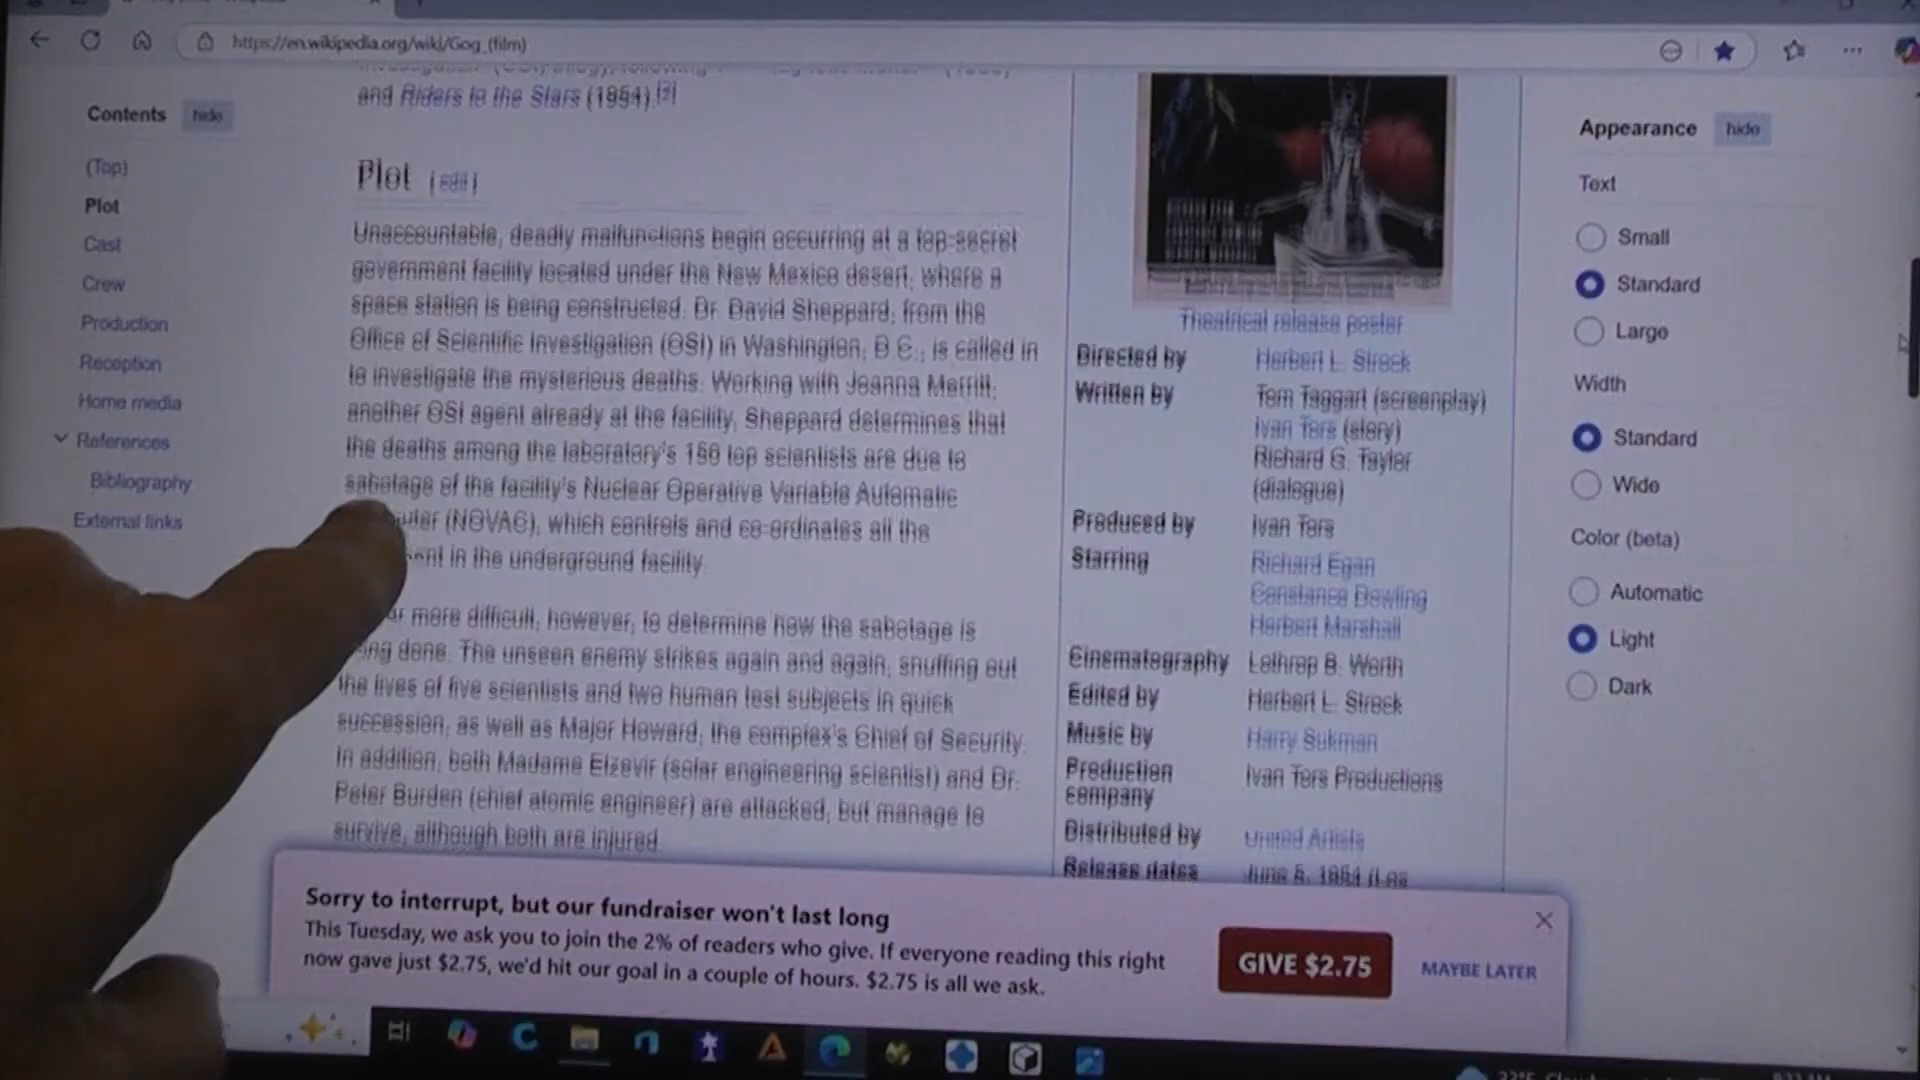 https://en.wikipedia.org/wiki/Gog_(film)
and Riders to the Stars (1954).[2]
Contents hide
(Top)
Plot
Cast
Crew
Production
Reception
Home media
References
Bibliography
External links
Plot [edit]
Unaccountable, deadly malfunctions begin occurring at a top-secret
government facility located under the New Mexico desert, where a
space station is being constructed. Dr. David Sheppard, from the
Office of Scientific Investigation (OSI) in Washington, D.C., is called in
to investigate the mysterious deaths. Working with Joanna Merritt,
another OSI agent already at the facility, Sheppard determines that
the deaths among the laboratory's 150 top scientists are due to
sabotage of the facility's Nuclear Operative Variable Automatic
(NOVAC), which controls and co-ordinates all the
in the underground facility.
more difficult, however, to determine how the sabotage is
done. The unseen enemy strikes again and again, snuffing out
the lives of five scientists and two human test subjects in quick
succession, as well as Major Howard, the complex's Chief of Security.
In addition, both Madame Elzevir (solar engineering scientist) and Dr.
Peter Burden (chief atomic engineer) are attacked, but manage to
survive, although both are injured.
Theatrical release poster
Directed by Herbert L. Strock
Written by Tom Taggart (screenplay)
Ivan Tors (story)
Richard G. Taylor
(dialogue)
Produced by Ivan Tors
Starring Richard Egan
Constance Dowling
Herbert Marshall
Cinematography Lothrop B. Worth
Edited by Herbert L. Strock
Music by Harry Sukman
Production Ivan Tors Productions
company
Distributed by United Artists
Release dates June 5, 1954 (Los
Appearance hide
Text
Small
Standard
Large
Width
Standard
Wide
Color (beta)
Automatic
Light
Dark
Sorry to interrupt, but our fundraiser won't last long
This Tuesday, we ask you to join the 2% of readers who give. If everyone reading this right
now gave just $2.75, we'd hit our goal in a couple of hours. $2.75 is all we ask.
GIVE $2.75
MAYBE LATER